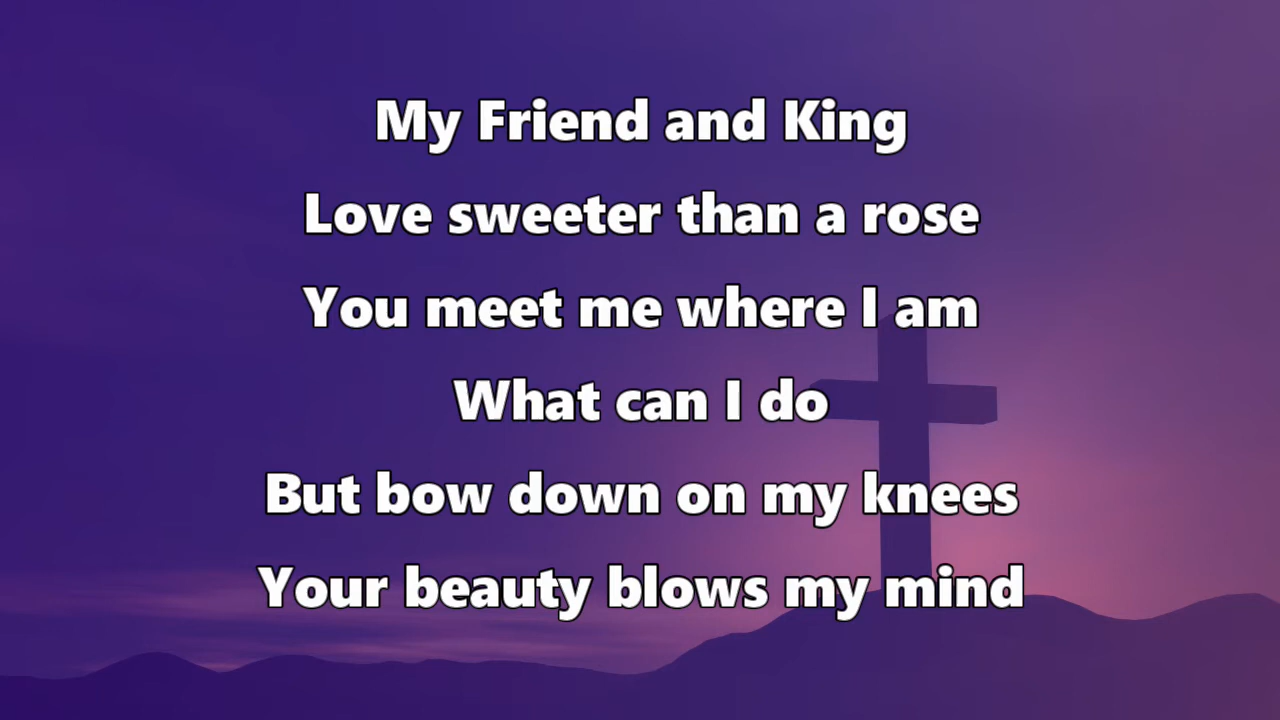 My Friend and King
Love sweeter than a rose
You meet me where I am
What can I do
But bow down on my knees
Your beauty blows my mind